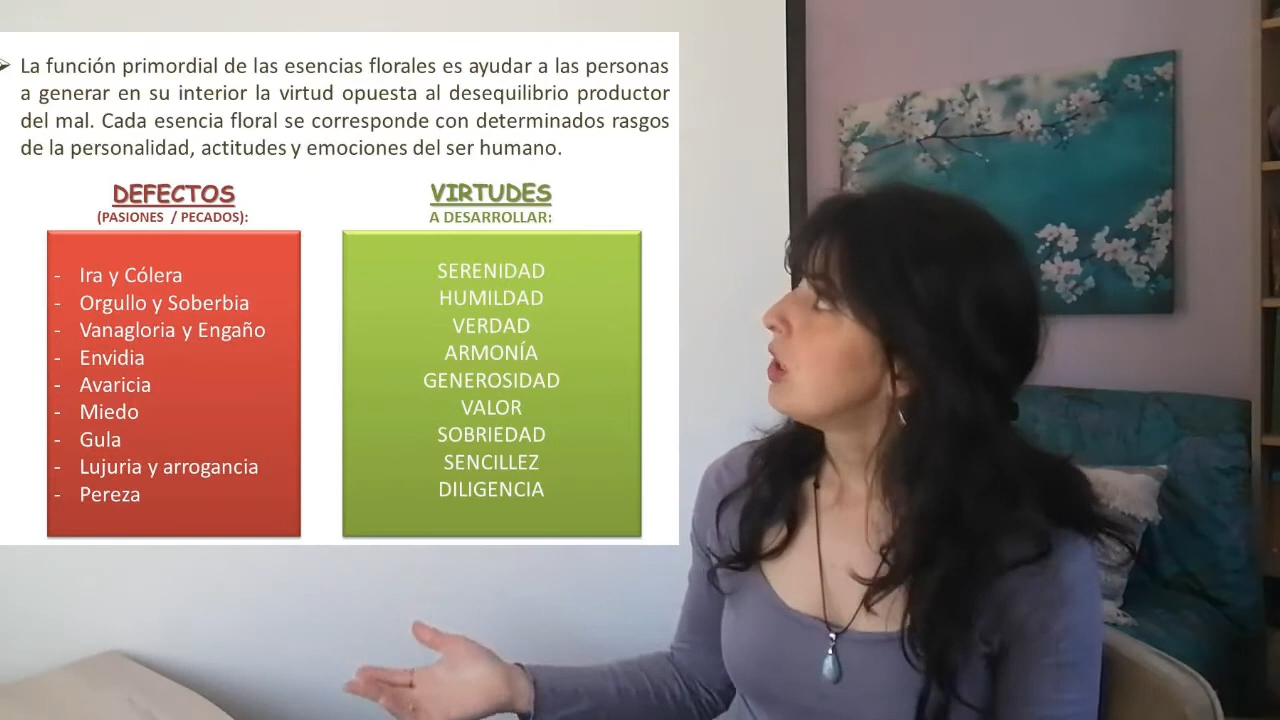 La función primordial de las esencias florales es ayudar a las personas
a generar en su interior la virtud opuesta al desequilibrio productor
del mal. Cada esencia floral se corresponde con determinados rasgos
de la personalidad, actitudes y emociones del ser humano.
DEFECTOS
(PASIONES / PECADOS):
- Ira y Cólera
- Orgullo y Soberbia
- Vanagloria y Engaño
- Envidia
- Avaricia
- Miedo
- Gula
- Lujuria y arrogancia
- Pereza
VIRTUDES
A DESARROLLAR:
SERENIDAD
HUMILDAD
VERDAD
ARMONÍA
GENEROSIDAD
VALOR
SOBRIEDAD
SENCILLEZ
DILIGENCIA